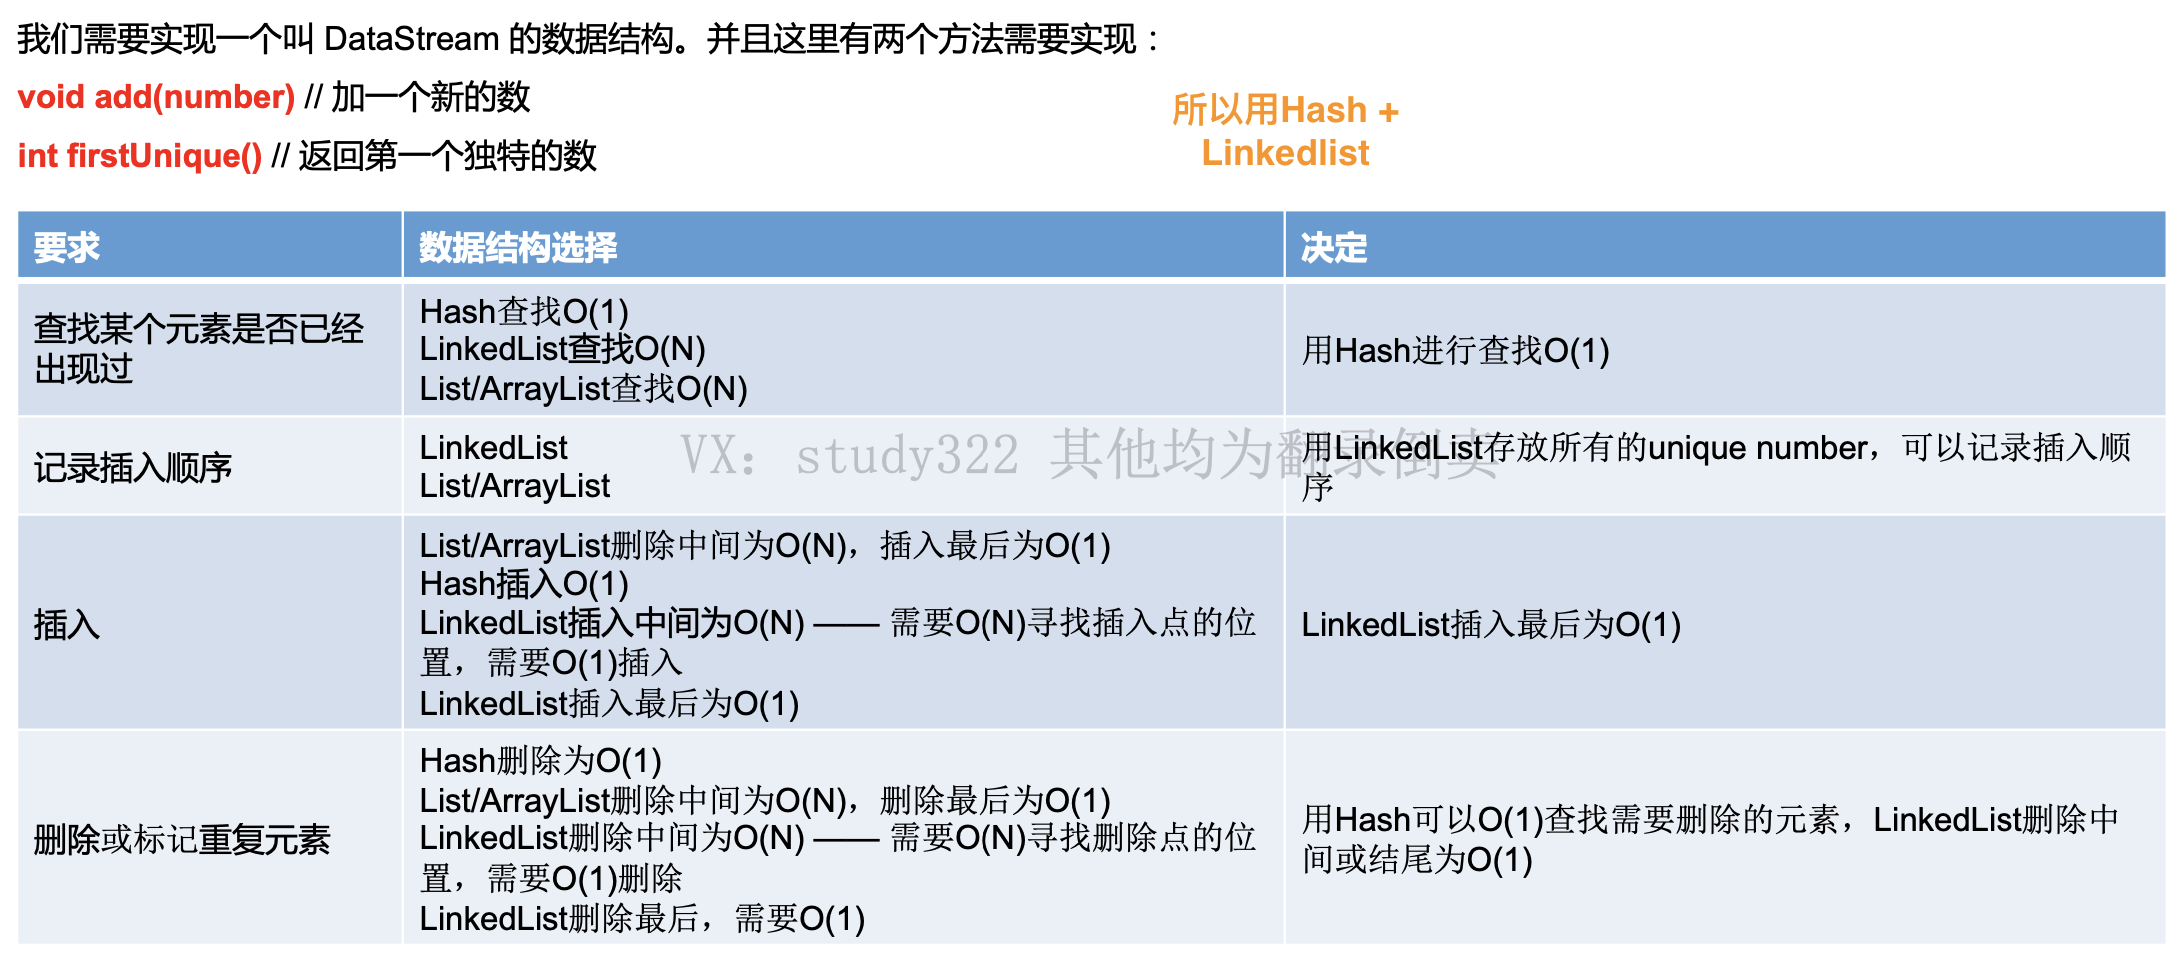 我们需要实现一个叫 DataStream 的数据结构。并且这里有两个方法需要实现：
void add(number) // 加一个新的数
int firstUnique() // 返回第一个独特的数
所以用Hash +
Linkedlist
要求
数据结构选择
决定
查找某个元素是否已经
出现过
Hash查找O(1)
LinkedList查找O(N)
List/ArrayList查找O(N)
用Hash进行查找O(1)
记录插入顺序
LinkedList
List/ArrayList
用LinkedList存放所有的unique number，可以记录插入顺
序
VX：study322 其他均为翻录倒卖
插入
List/ArrayList删除中间为O(N)，插入最后为O(1)
Hash插入O(1)
LinkedList插入中间为O(N) —— 需要O(N)寻找插入点的位
置，需要O(1)插入
LinkedList插入最后为O(1)
LinkedList插入最后为O(1)
删除或标记重复元素
Hash删除为O(1)
List/ArrayList删除中间为O(N)，删除最后为O(1)
LinkedList删除中间为O(N) —— 需要O(N)寻找删除点的位
置，需要O(1)删除
LinkedList删除最后，需要O(1)
用Hash可以O(1)查找需要删除的元素，LinkedList删除中
间或结尾为O(1)